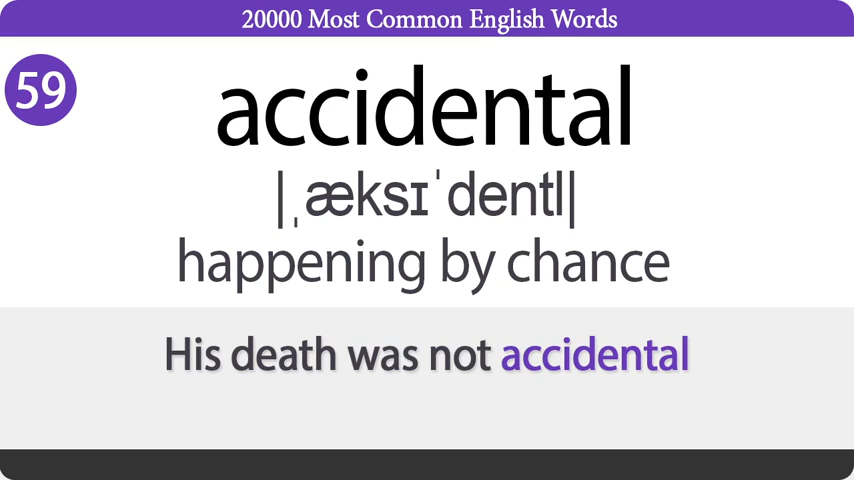 20000 Most Common English Words
59
accidental
|ˌæksɪˈdentl|
happening by chance
His death was not accidental